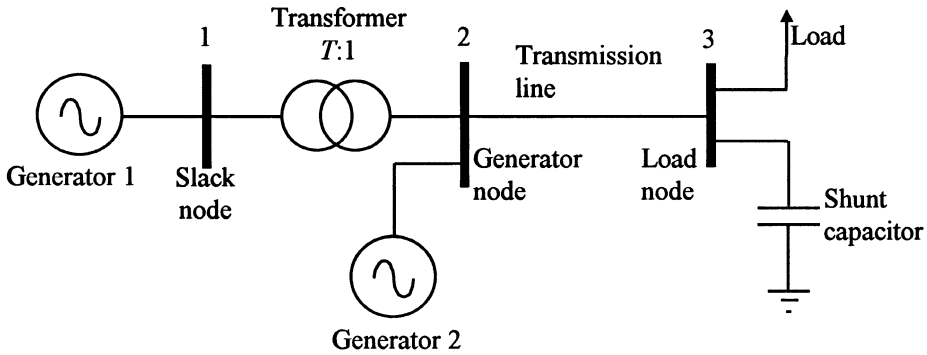 Transformer
T:1
1
2
3
Load
Transmission
line
Generator 1
Slack
node
Generator
node
Load
node
Shunt
capacitor
Generator 2